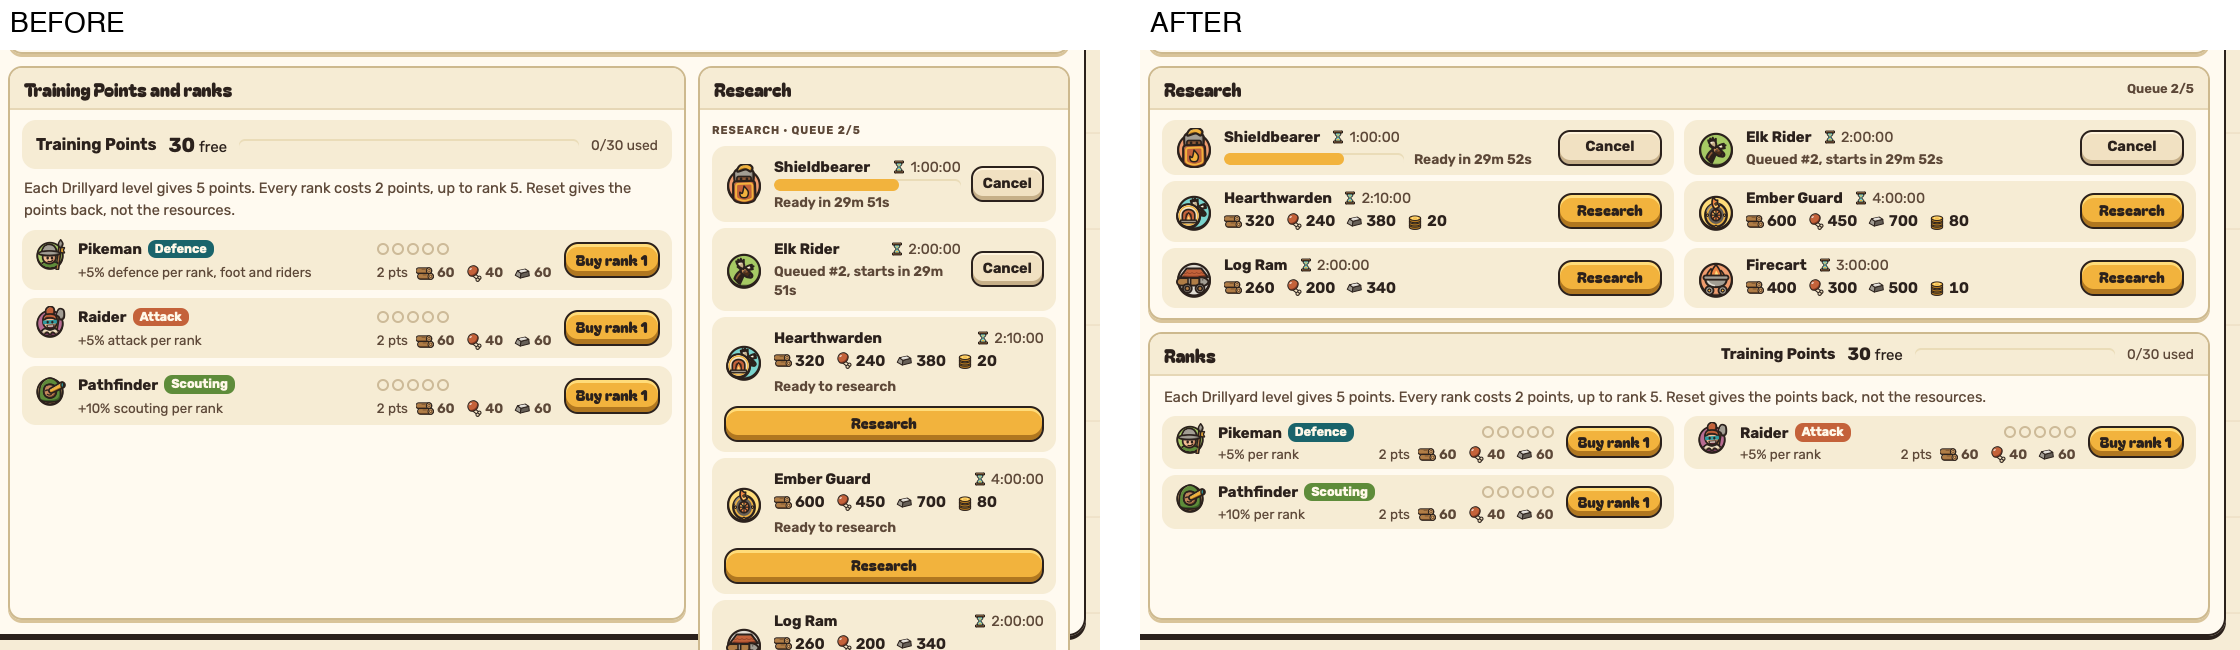 BEFORE
Training Points and ranks
Training Points 30 free 0/30 used
Each Drillyard level gives 5 points. Every rank costs 2 points, up to rank 5. Reset gives the
points back, not the resources.
Pikeman Defence
+5% defence per rank, foot and riders 2 pts 60 40 60 Buy rank 1
Raider Attack
+5% attack per rank 2 pts 60 40 60 Buy rank 1
Pathfinder Scouting
+10% scouting per rank 2 pts 60 40 60 Buy rank 1
Research
RESEARCH · QUEUE 2/5
Shieldbearer 1:00:00
Ready in 29m 51s
Cancel
Elk Rider 2:00:00
Queued #2, starts in 29m
51s
Cancel
Hearthwarden 2:10:00
320 240 380 20
Ready to research
Research
Ember Guard 4:00:00
600 450 700 80
Ready to research
Research
Log Ram 2:00:00
260 200 340
AFTER
Research Queue 2/5
Shieldbearer 1:00:00
Ready in 29m 52s
Cancel
Elk Rider 2:00:00
Queued #2, starts in 29m 52s
Cancel
Hearthwarden 2:10:00
320 240 380 20
Research
Ember Guard 4:00:00
600 450 700 80
Research
Log Ram 2:00:00
260 200 340
Research
Firecart 3:00:00
400 300 500 10
Research
Ranks Training Points 30 free 0/30 used
Each Drillyard level gives 5 points. Every rank costs 2 points, up to rank 5. Reset gives the points back, not the resources.
Pikeman Defence
+5% per rank 2 pts 60 40 60 Buy rank 1
Raider Attack
+5% per rank 2 pts 60 40 60 Buy rank 1
Pathfinder Scouting
+10% per rank 2 pts 60 40 60 Buy rank 1